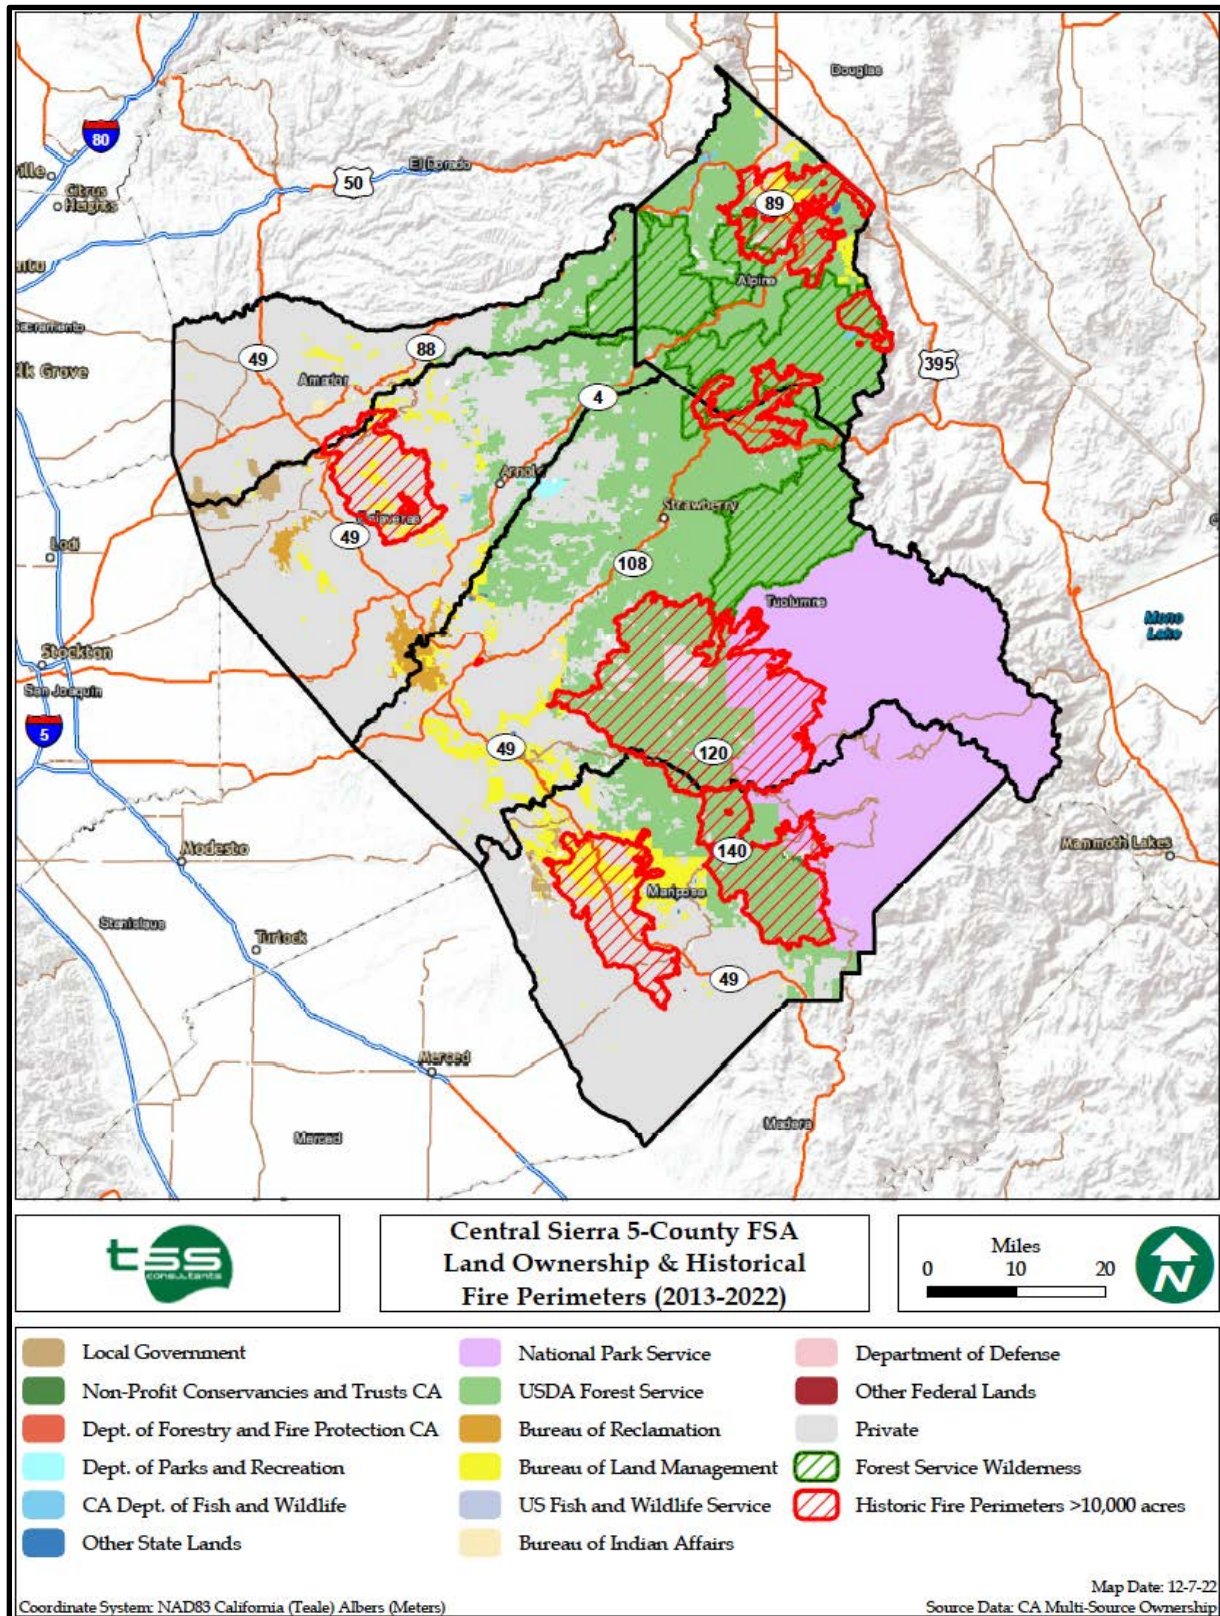 Douglas
80
ville
Citrus
Heights
50
El Dorado
nta
89
Alpine
Sacramento
lk Grove
49
88
Amador
395
4
Arnold
Strawberry
Calaveras
49
Lodi
108
Tuolumne
Mono
Lake
Stockton
San Joaquin
5
49
120
Modesto
140
Mammoth Lakes
Mariposa
Stanislaus
Turlock
49
Merced
Madera
Merced
tss
consultants
Central Sierra 5-County FSA
Land Ownership & Historical
Fire Perimeters (2013-2022)
Miles
0 10 20
N
Local Government
Non-Profit Conservancies and Trusts CA
Dept. of Forestry and Fire Protection CA
Dept. of Parks and Recreation
CA Dept. of Fish and Wildlife
Other State Lands
National Park Service
USDA Forest Service
Bureau of Reclamation
Bureau of Land Management
US Fish and Wildlife Service
Bureau of Indian Affairs
Department of Defense
Other Federal Lands
Private
Forest Service Wilderness
Historic Fire Perimeters >10,000 acres
Map Date: 12-7-22
Coordinate System: NAD83 California (Teale) Albers (Meters)
Source Data: CA Multi-Source Ownership